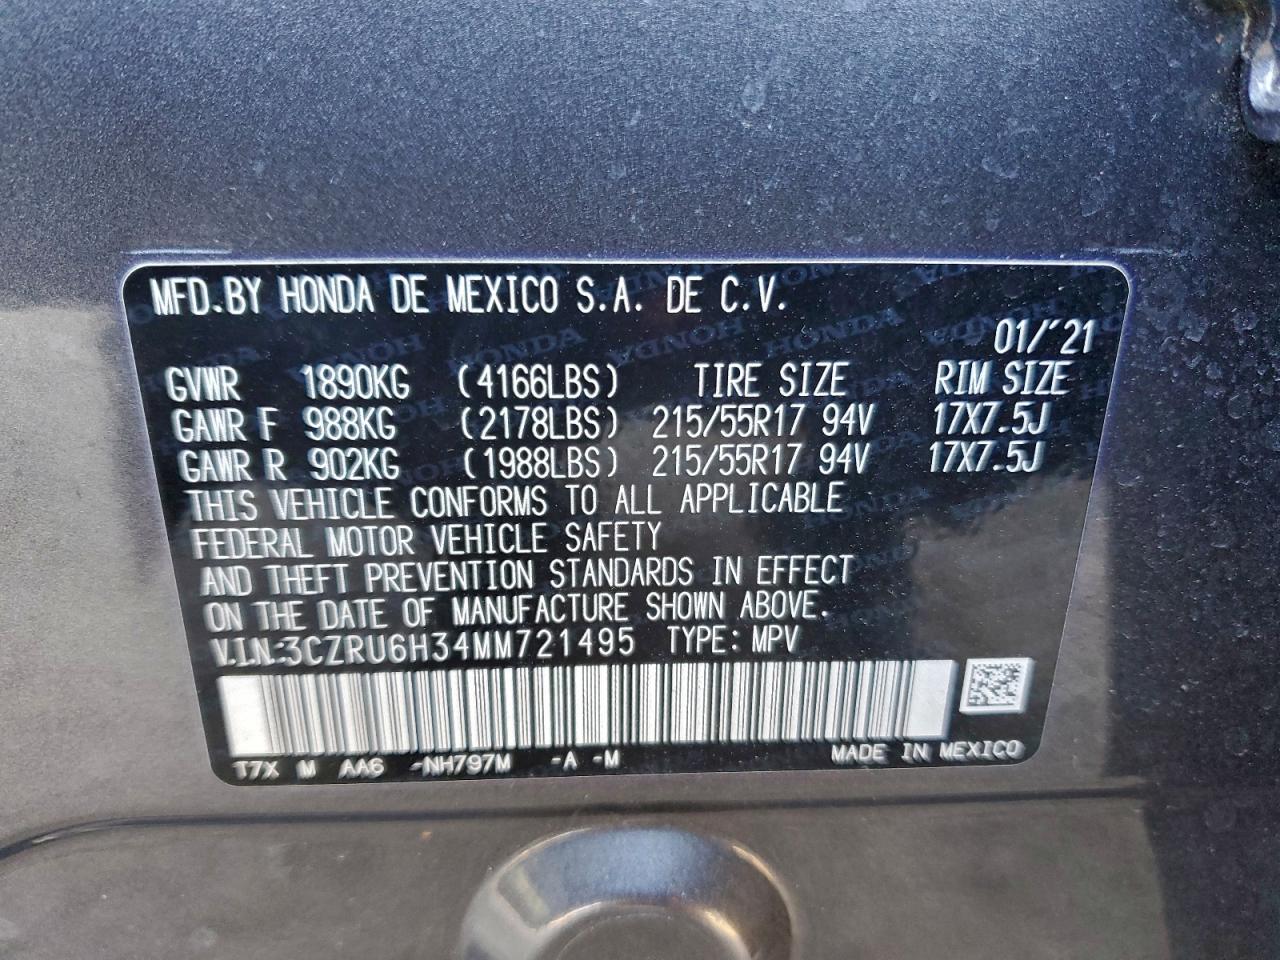 MFD.BY HONDA DE MEXICO S.A. DE C.V.
01/'21
GVWR 1890KG (4166LBS) TIRE SIZE RIM SIZE
GAWR F 988KG (2178LBS) 215/55R17 94V 17X7.5J
GAWR R 902KG (1988LBS) 215/55R17 94V 17X7.5J
THIS VEHICLE CONFORMS TO ALL APPLICABLE
FEDERAL MOTOR VEHICLE SAFETY
AND THEFT PREVENTION STANDARDS IN EFFECT
ON THE DATE OF MANUFACTURE SHOWN ABOVE.
V.I.N:3CZRU6H34MM721495 TYPE: MPV
T7X M AA6 -NH797M -A -M MADE IN MEXICO